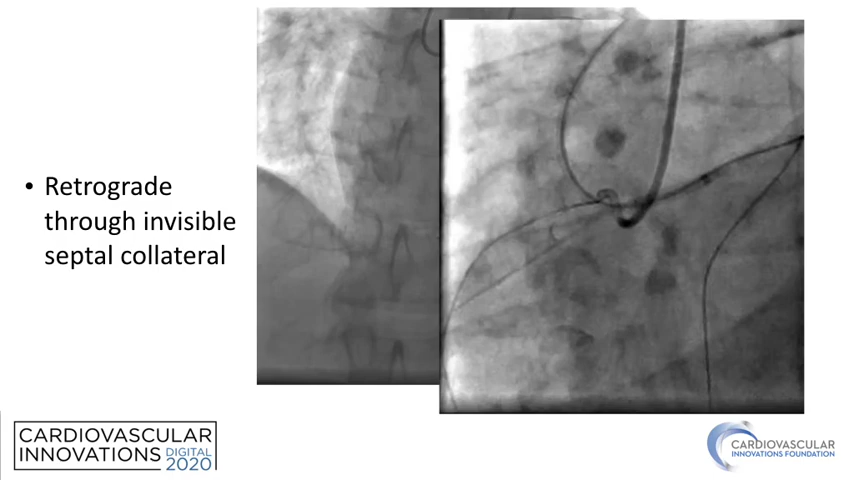 • Retrograde
through invisible
septal collateral
CARDIOVASCULAR
INNOVATIONS DIGITAL
2020
CARDIOVASCULAR
INNOVATIONS FOUNDATION